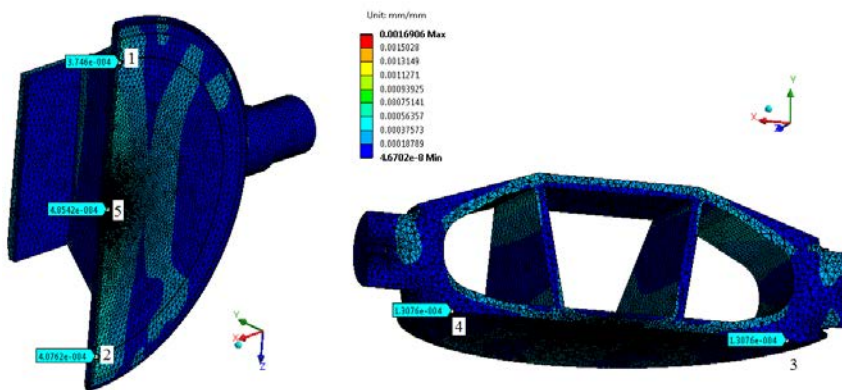 Unit: mm/mm
0.0016906 Max
0.0015028
0.0013149
0.0011271
0.00093925
0.00075141
0.00056357
0.00037573
0.00018789
4.6702e-8 Min
3.746e-004
1
4.8542e-004
5
4.0762e-004
2
X
Z
Y
X
Z
1.3076e-004
4
1.3076e-004
3